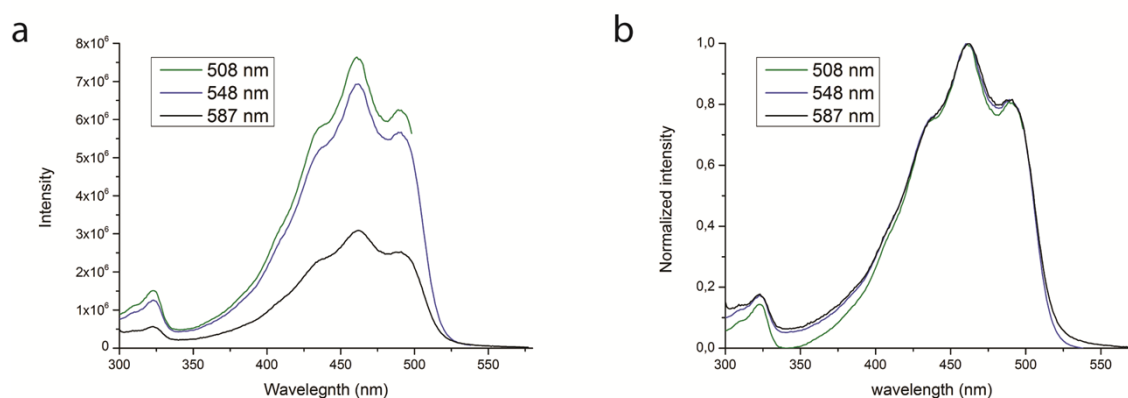 a
8x10⁶
7x10⁶
6x10⁶
5x10⁶
4x10⁶
3x10⁶
2x10⁶
1x10⁶
0
Intensity
508 nm
548 nm
587 nm
300 350 400 450 500 550
Wavelegnth (nm)
b
1,0
0,8
0,6
0,4
0,2
0,0
Normalized intensity
508 nm
548 nm
587 nm
300 350 400 450 500 550
wavelength (nm)